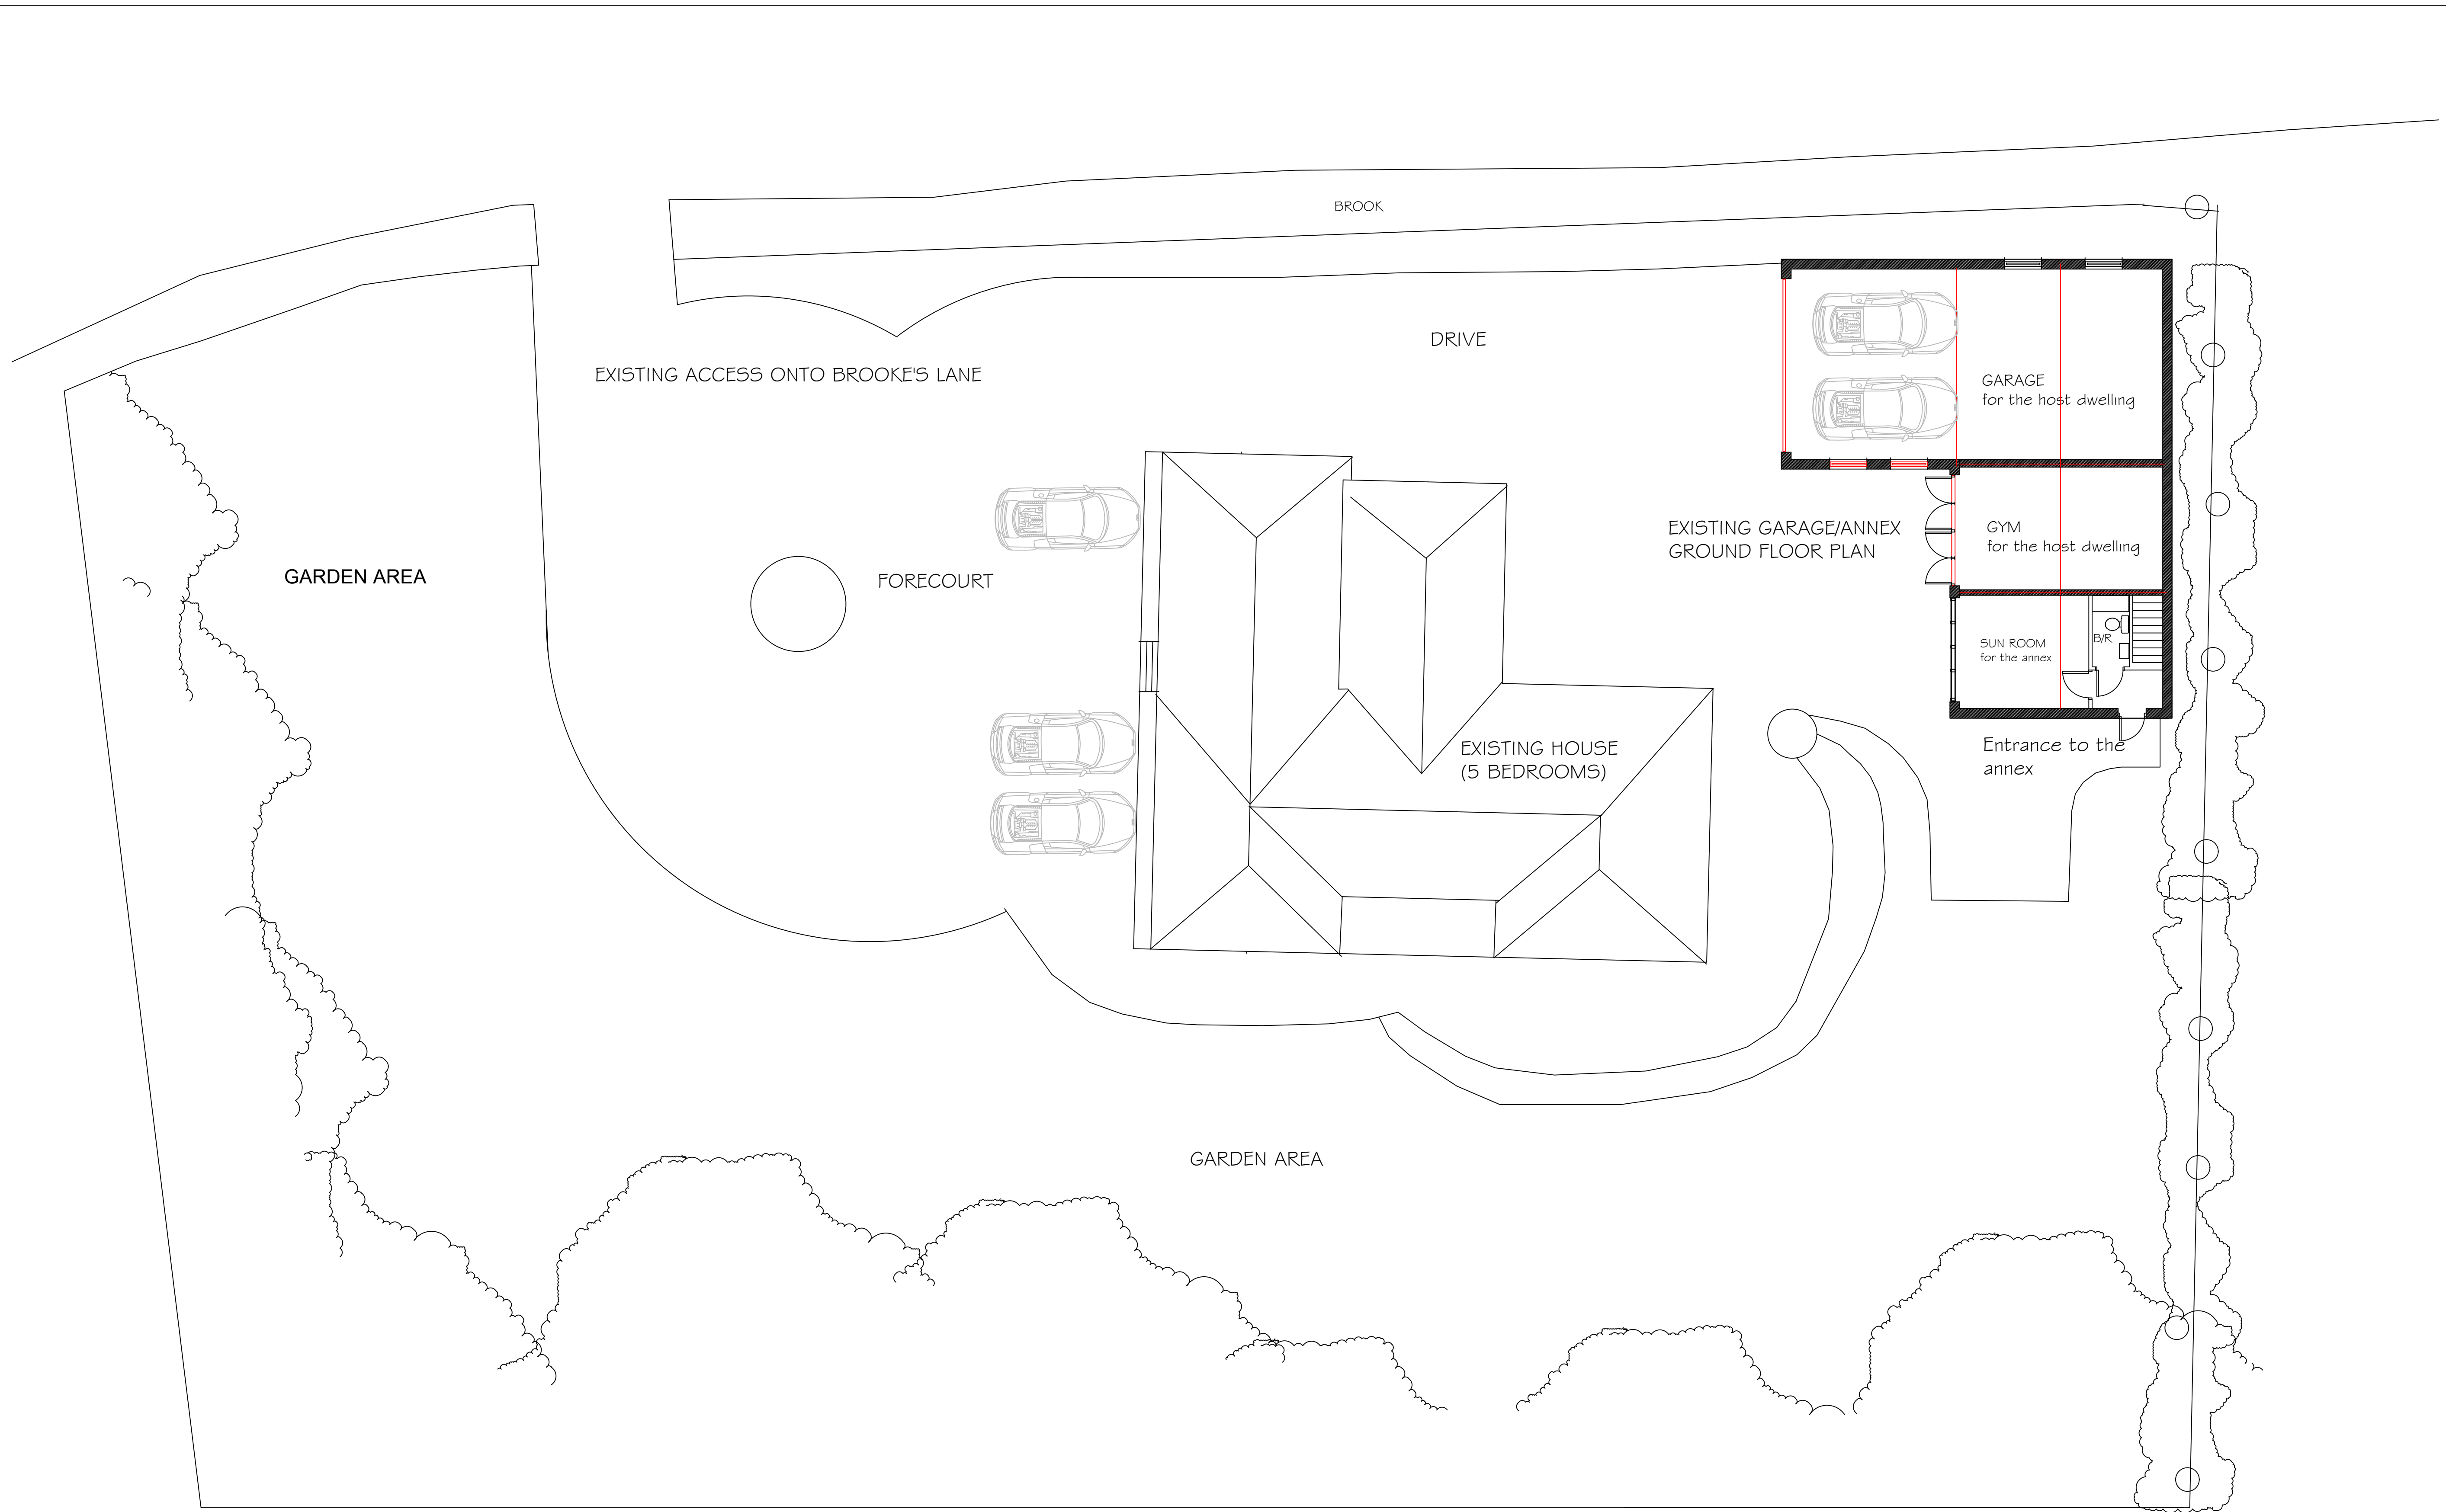 BROOK
DRIVE
EXISTING ACCESS ONTO BROOKE'S LANE
GARAGE
for the host dwelling
EXISTING GARAGE/ANNEX
GROUND FLOOR PLAN
GYM
for the host dwelling
GARDEN AREA
FORECOURT
SUN ROOM
for the annex
B/R
EXISTING HOUSE
(5 BEDROOMS)
Entrance to the
annex
GARDEN AREA